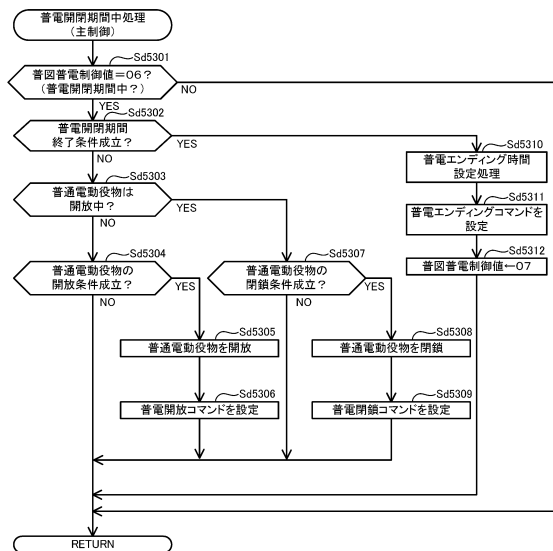 普電開閉期間中処理
(主制御)
Sd5301
普図普電制御値=06?
(普電開閉期間中?)
NO
YES
Sd5302
普電開閉期間
終了条件成立?
YES
NO
Sd5310
普電エンディング時間
設定処理
Sd5303
普通電動役物は
開放中?
YES
NO
Sd5311
普電エンディングコマンドを
設定
Sd5304
普通電動役物の
開放条件成立?
YES
NO
Sd5307
普通電動役物の
閉鎖条件成立?
YES
NO
Sd5312
普図普電制御値←07
Sd5305
普通電動役物を開放
Sd5308
普通電動役物を閉鎖
Sd5306
普電開放コマンドを設定
Sd5309
普電閉鎖コマンドを設定
RETURN